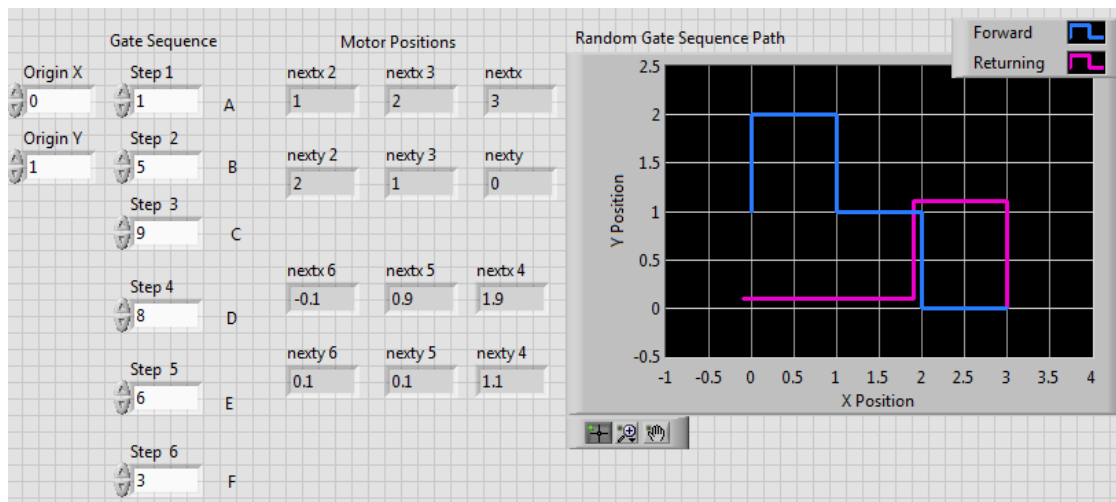 Gate Sequence
Motor Positions
Random Gate Sequence Path
Forward
Returning
Origin X
Step 1
nextx 2
nextx 3
nextx
0
1
A
1
2
3
Origin Y
Step 2
nexty 2
nexty 3
nexty
1
5
B
2
1
0
Step 3
9
C
nextx 6
nextx 5
nextx 4
Step 4
-0.1
0.9
1.9
8
D
nexty 6
nexty 5
nexty 4
Step 5
0.1
0.1
1.1
6
E
Step 6
3
F
Y Position
2.5
2
1.5
1
0.5
0
-0.5
-1
-0.5
0
0.5
1
1.5
2
2.5
3
3.5
4
X Position